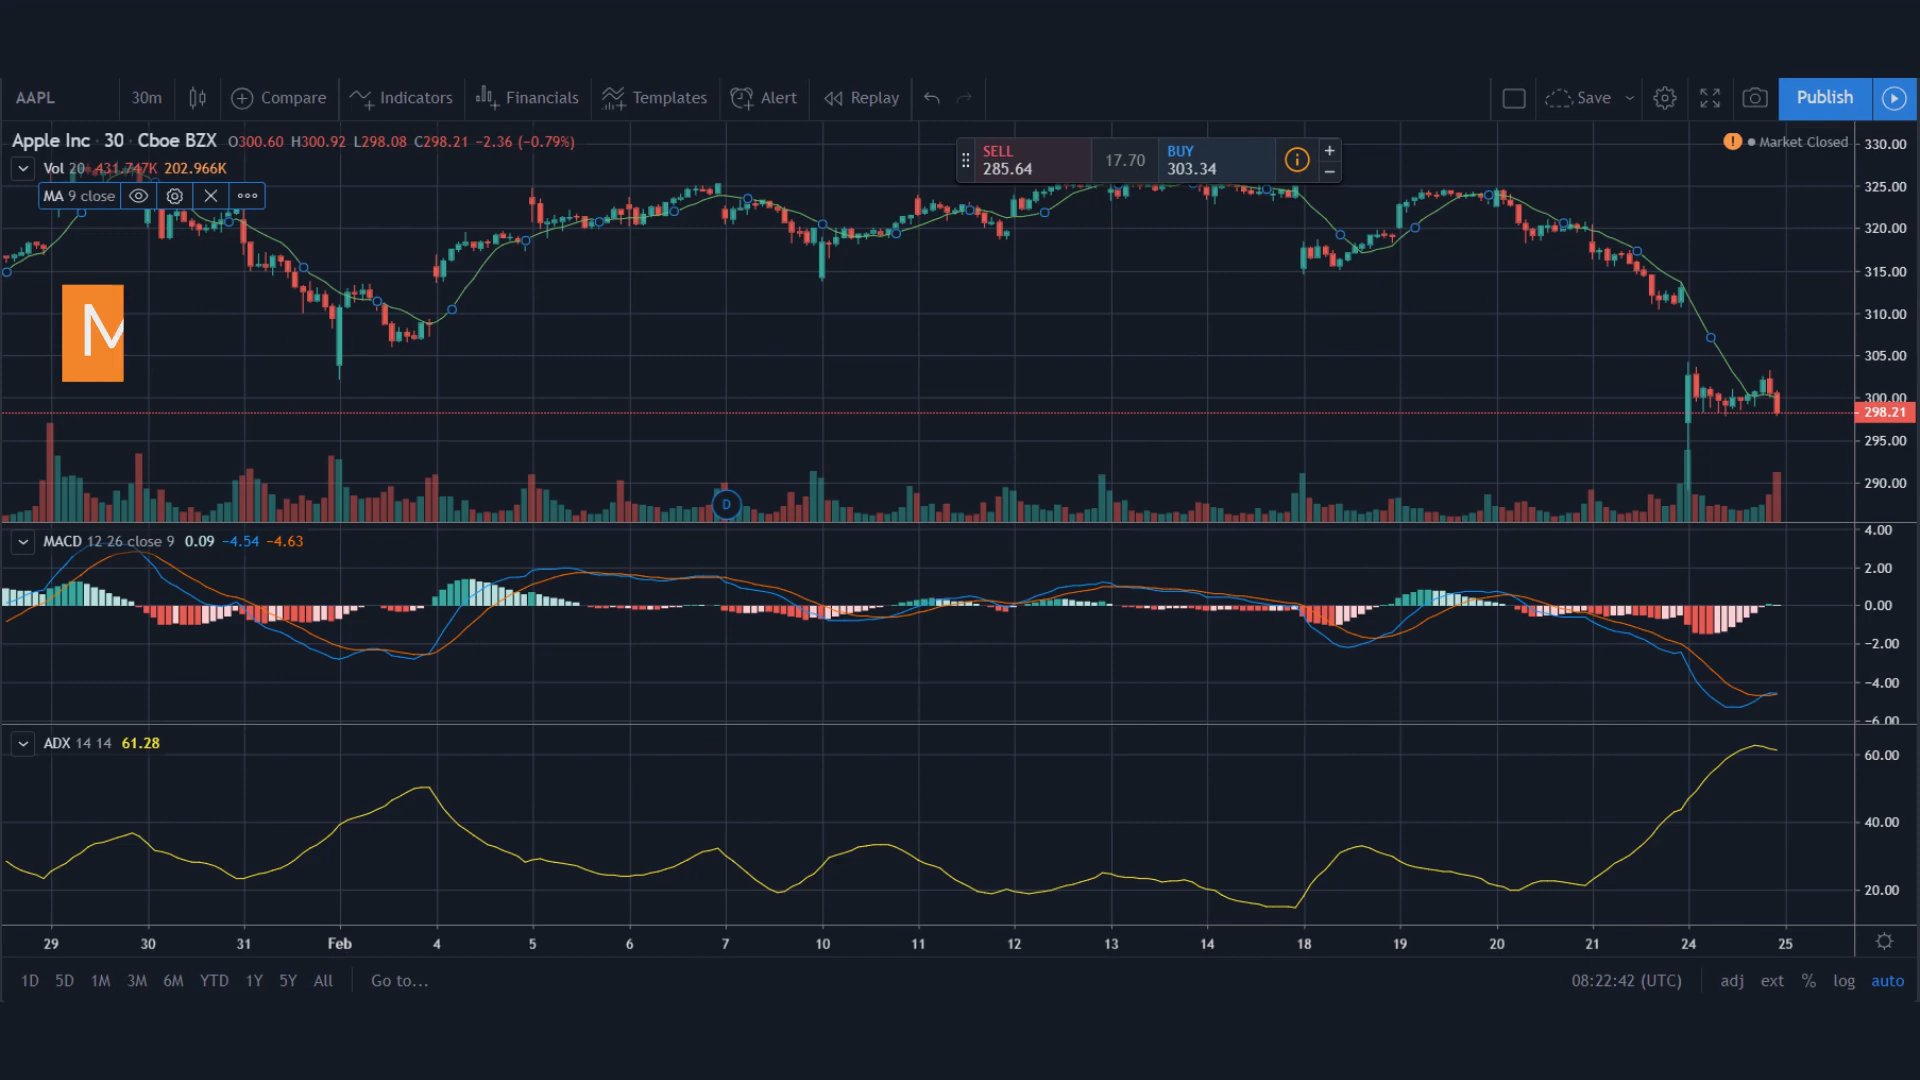 AAPL 30m Compare Indicators Financials Templates Alert Replay Save Publish
Apple Inc · 30 · Cboe BZX O300.60 H300.92 L298.08 C298.21 −2.36 (−0.79%)
Market Closed
SELL
285.64
17.70
BUY
303.34
Vol 20 431.747K 202.966K
MA 9 close
M
330.00
325.00
320.00
315.00
310.00
305.00
300.00
298.21
295.00
290.00
D
MACD 12 26 close 9 0.09 −4.54 −4.63
4.00
2.00
0.00
−2.00
−4.00
−6.00
ADX 14 14 61.28
60.00
40.00
20.00
29 30 31 Feb 4 5 6 7 10 11 12 13 14 18 19 20 21 24 25
1D 5D 1M 3M 6M YTD 1Y 5Y All Go to... 08:22:42 (UTC) adj ext % log auto